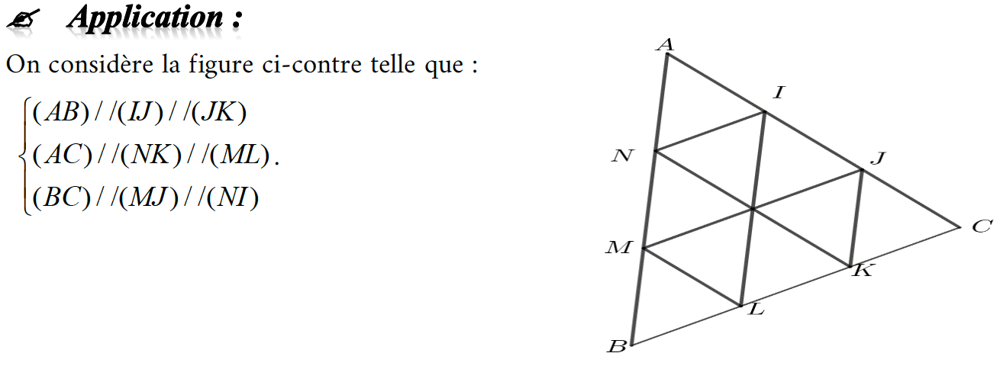 Application :
On considère la figure ci-contre telle que :
(AB)//(IJ)//(JK)
(AC)//(NK)//(ML).
(BC)//(MJ)//(NI)
A
I
N
J
C
M
K
L
B